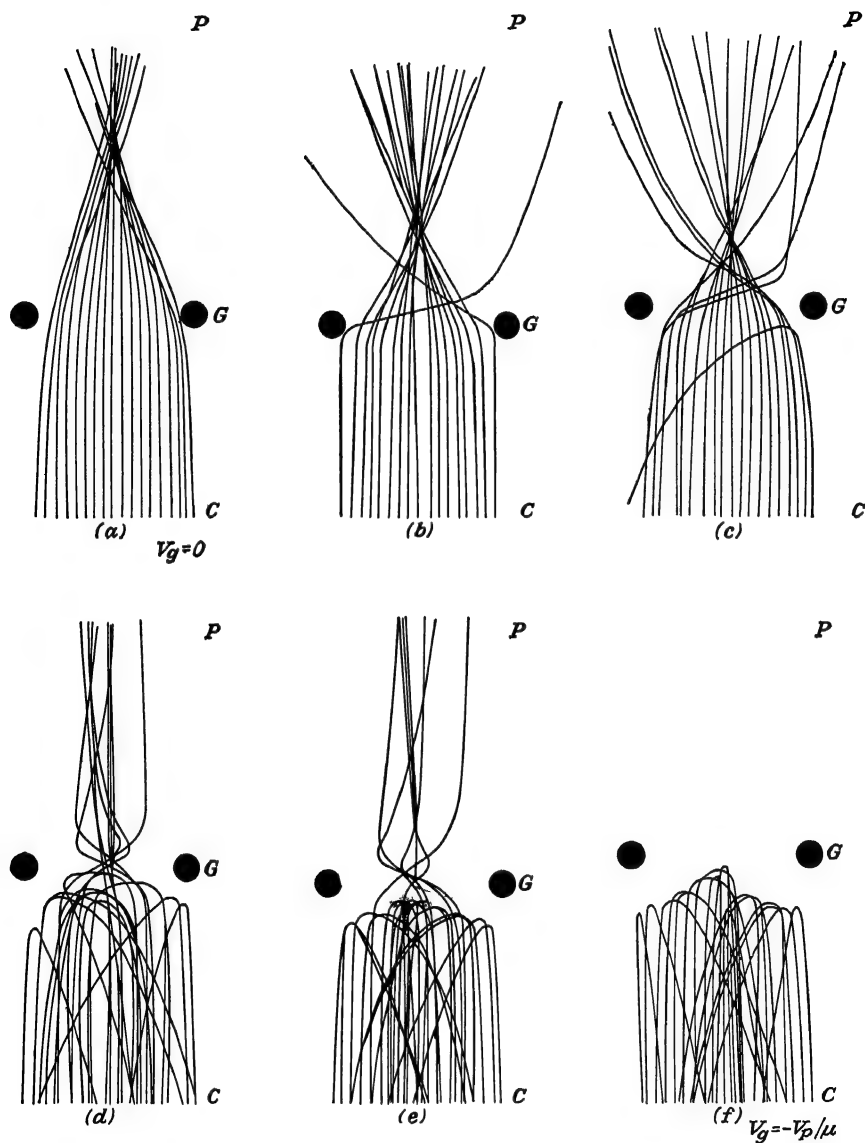 P P P
G G G
C C C
(a) (b) (c)
Vg=0
P P P
G G G
C C C
(d) (e) (f)
Vg=-Vp/μ